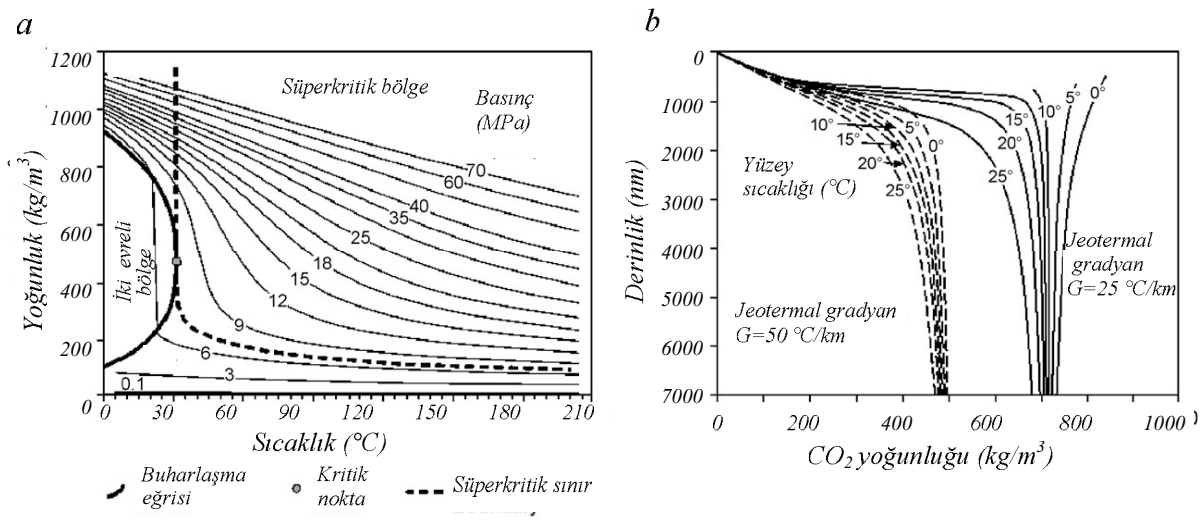 a
1200
1000
800
600
400
200
0
Yoğunluk (kg/m³)
Süperkritik bölge
Basınç
(MPa)
İki evreli
bölge
70
60
40
35
25
18
15
12
9
6
3
0.1
0 30 60 90 120 150 180 210
Sıcaklık (°C)
Buharlaşma
eğrisi
Kritik
nokta
Süperkritik sınır
b
0
1000
2000
3000
4000
5000
6000
7000
Derinlik (nm)
10° 5° 0°
15°
20°
25°
10° 5°
15° 0°
20°
25°
Yüzey
sıcaklığı (°C)
Jeotermal
gradyan
G=25 °C/km
Jeotermal gradyan
G=50 °C/km
0 200 400 600 800 1000
CO₂ yoğunluğu (kg/m³)